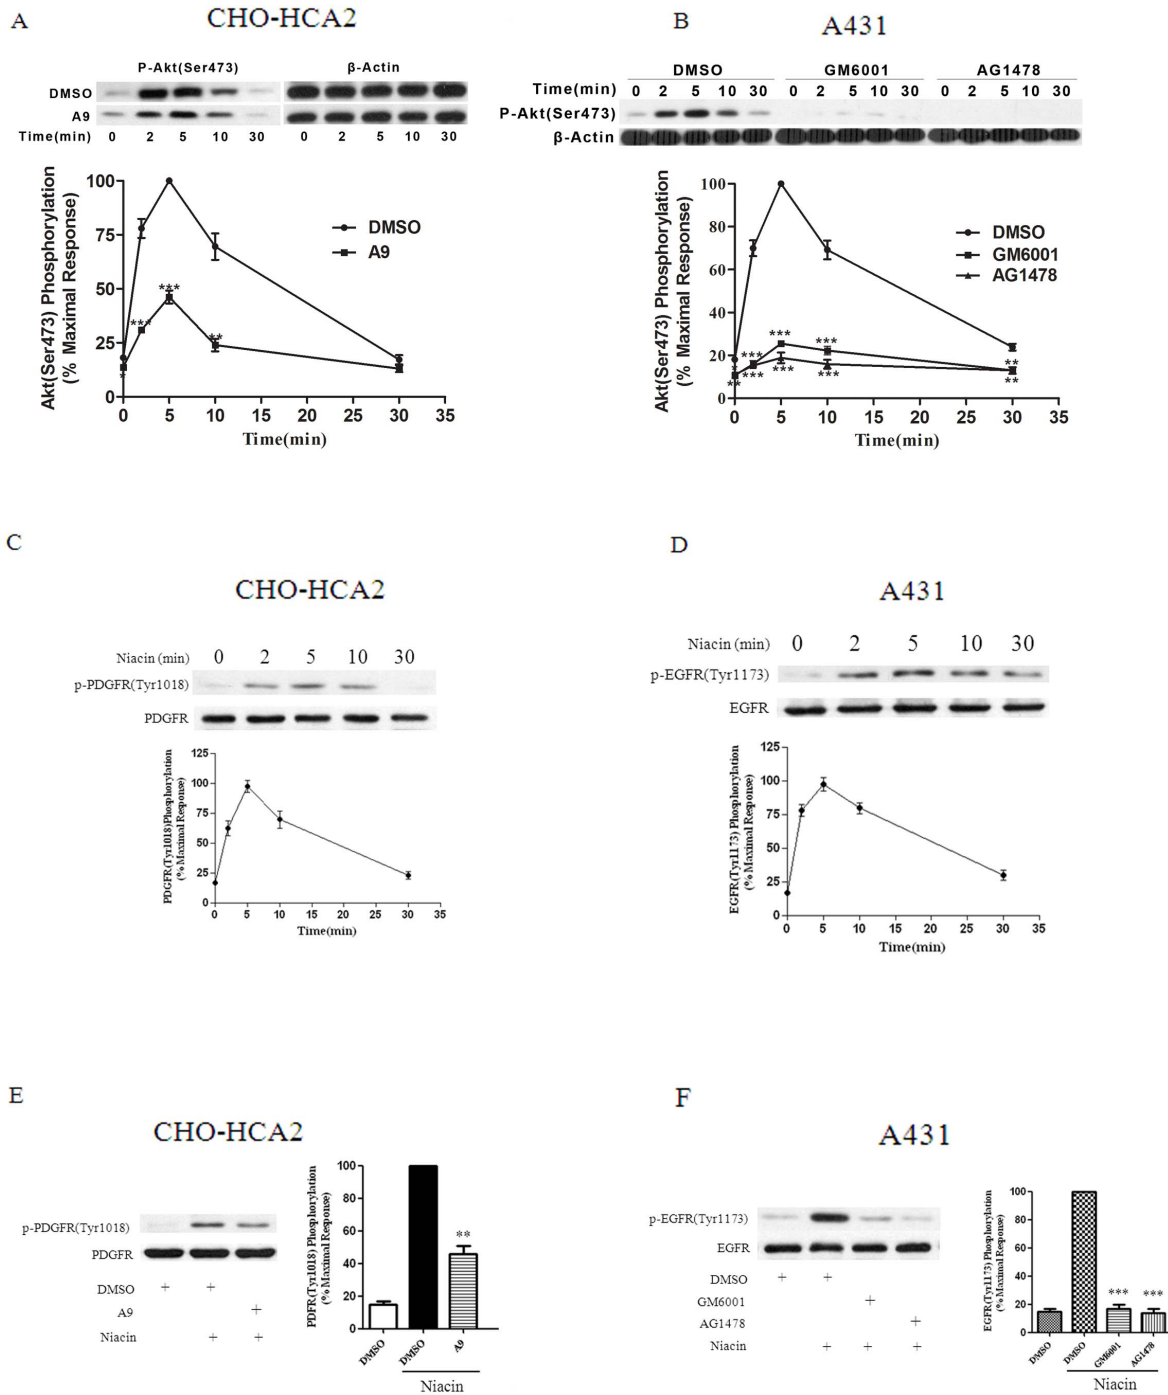 A
CHO-HCA2
P-Akt(Ser473)
β-Actin
DMSO
A9
Time(min) 0 2 5 10 30 0 2 5 10 30
Akt(Ser473) Phosphorylation
(% Maximal Response)
100
75
50
25
0
***
***
**
*
DMSO
A9
0 5 10 15 20 25 30 35
Time(min)
B
A431
DMSO GM6001 AG1478
Time(min) 0 2 5 10 30 0 2 5 10 30 0 2 5 10 30
P-Akt(Ser473)
β-Actin
Akt(Ser473) Phosphorylation
(% Maximal Response)
100
80
60
40
20
0
DMSO
GM6001
AG1478
*** *** ***
*** *** ***
* **
** **
0 5 10 15 20 25 30 35
Time(min)
C
CHO-HCA2
Niacin (min) 0 2 5 10 30
p-PDGFR(Tyr1018)
PDGFR
PDGFR(Tyr1018)Phosphorylation
(% Maximal Response)
125
100
75
50
25
0
0 5 10 15 20 25 30 35
Time(min)
D
A431
Niacin (min) 0 2 5 10 30
p-EGFR(Tyr1173)
EGFR
EGFR(Tyr1173) Phosphorylation
(% Maximal Response)
125
100
75
50
25
0
0 5 10 15 20 25 30 35
Time(min)
E
CHO-HCA2
p-PDGFR(Tyr1018)
PDGFR
DMSO + +
A9 +
Niacin + +
PDFR(Tyr1018) Phosphorylation
(% Maximal Response)
100
80
60
40
20
0
**
DMSO DMSO A9
Niacin
F
A431
p-EGFR(Tyr1173)
EGFR
DMSO + +
GM6001 +
AG1478 +
Niacin + + +
EGFR(Tyr1173) Phosphorylation
(% Maximal Response)
100
80
60
40
20
0
*** ***
DMSO DMSO GM6001 AG1478
Niacin